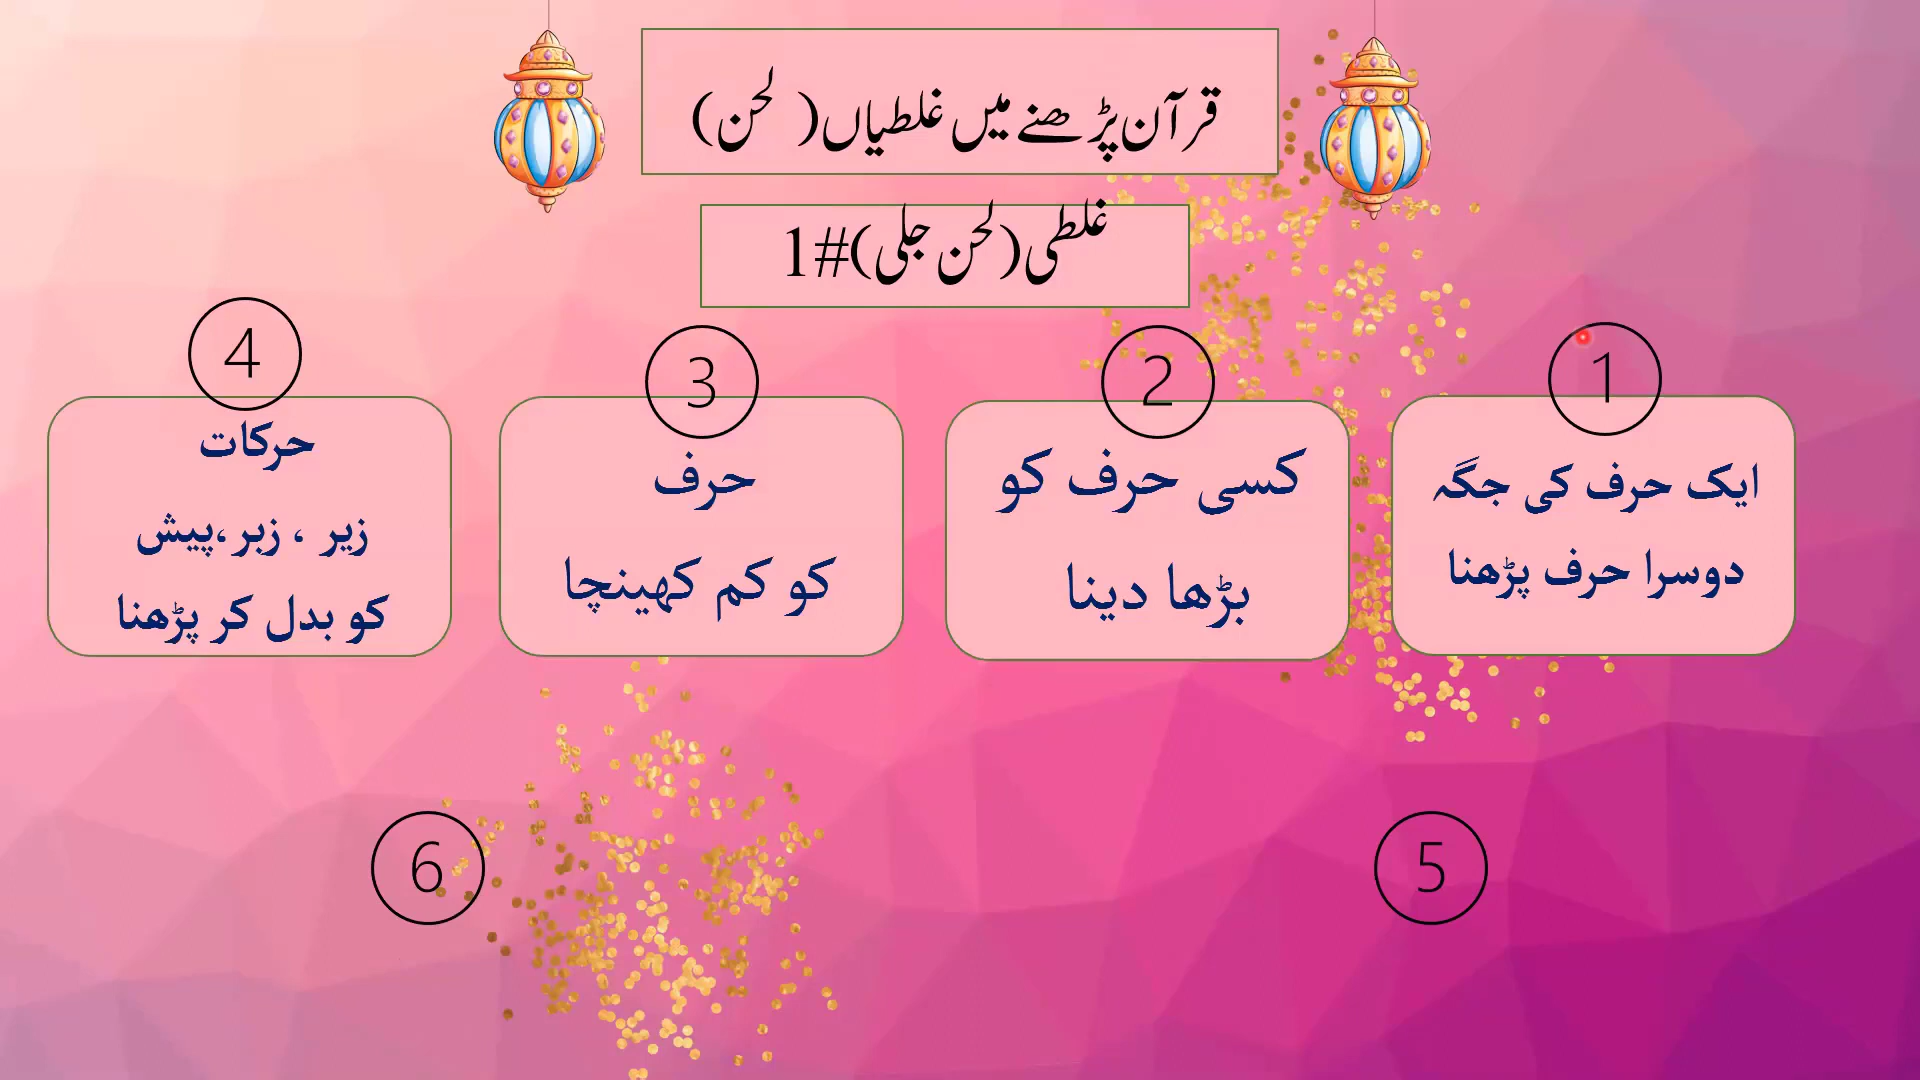 قرآن پڑھنے میں غلطیاں( لحن)
غلطی(لحن جلی)#1
1
ایک حرف کی جگہ
دوسرا حرف پڑھنا
2
کسی حرف کو
بڑھا دینا
3
حرف
کو کم کھینچا
4
حرکات
زیر ، زبر،پیش
کو بدل کر پڑھنا
5
6